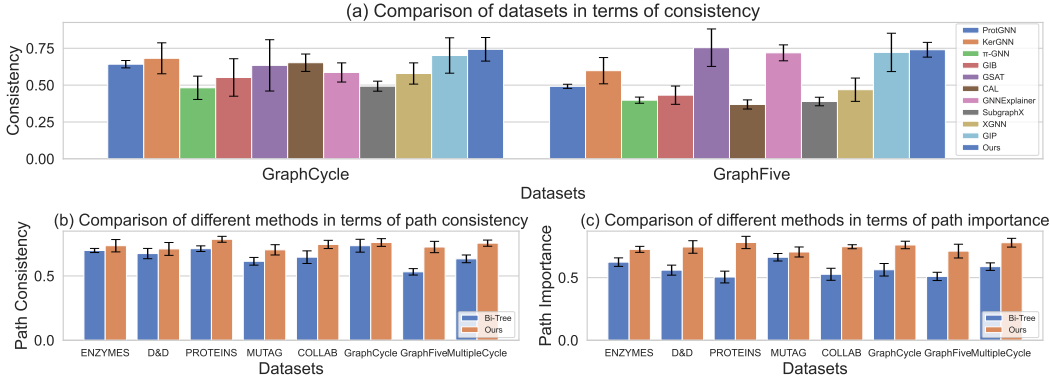 (a) Comparison of datasets in terms of consistency
Consistency
0.75
0.50
0.25
0.00
GraphCycle
GraphFive
Datasets
ProtGNN
KerGNN
π-GNN
GIB
GSAT
CAL
GNNExplainer
SubgraphX
XGNN
GIP
Ours
(b) Comparison of different methods in terms of path consistency
Path Consistency
0.5
0.0
ENZYMES D&D PROTEINS MUTAG COLLAB GraphCycle GraphFive MultipleCycle
Datasets
Bi-Tree
Ours
(c) Comparison of different methods in terms of path importance
Path Importance
0.5
0.0
ENZYMES D&D PROTEINS MUTAG COLLAB GraphCycle GraphFive MultipleCycle
Datasets
Bi-Tree
Ours